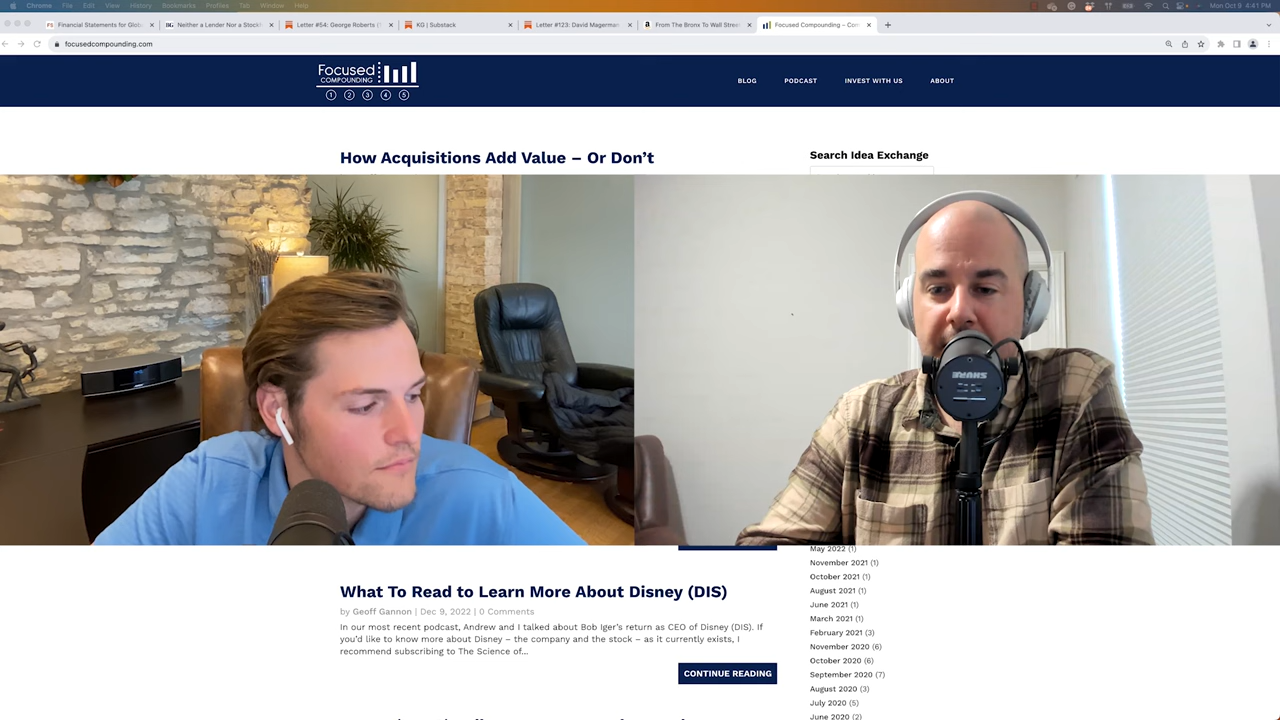 Chrome File Edit View History Bookmarks Profiles Tab Window Help Mon Oct 9 4:41 PM
Financial Statements for Glob
Neither a Lender Nor a Stock
Letter #54: George Roberts (
KG | Substack
Letter #123: David Magerman
From The Bronx To Wall Stree
Focused Compounding – Con
focusedcompounding.com
Focused
COMPOUNDING
1 2 3 4 5
BLOG PODCAST INVEST WITH US ABOUT
How Acquisitions Add Value – Or Don't
Search Idea Exchange
SHURE
May 2022 (1)
November 2021 (1)
October 2021 (1)
August 2021 (1)
June 2021 (1)
March 2021 (1)
February 2021 (3)
November 2020 (6)
October 2020 (6)
September 2020 (7)
August 2020 (3)
July 2020 (5)
June 2020 (2)
What To Read to Learn More About Disney (DIS)
by Geoff Gannon | Dec 9, 2022 | 0 Comments
In our most recent podcast, Andrew and I talked about Bob Iger's return as CEO of Disney (DIS). If
you'd like to know more about Disney – the company and the stock – as it currently exists, I
recommend subscribing to The Science of...
CONTINUE READING